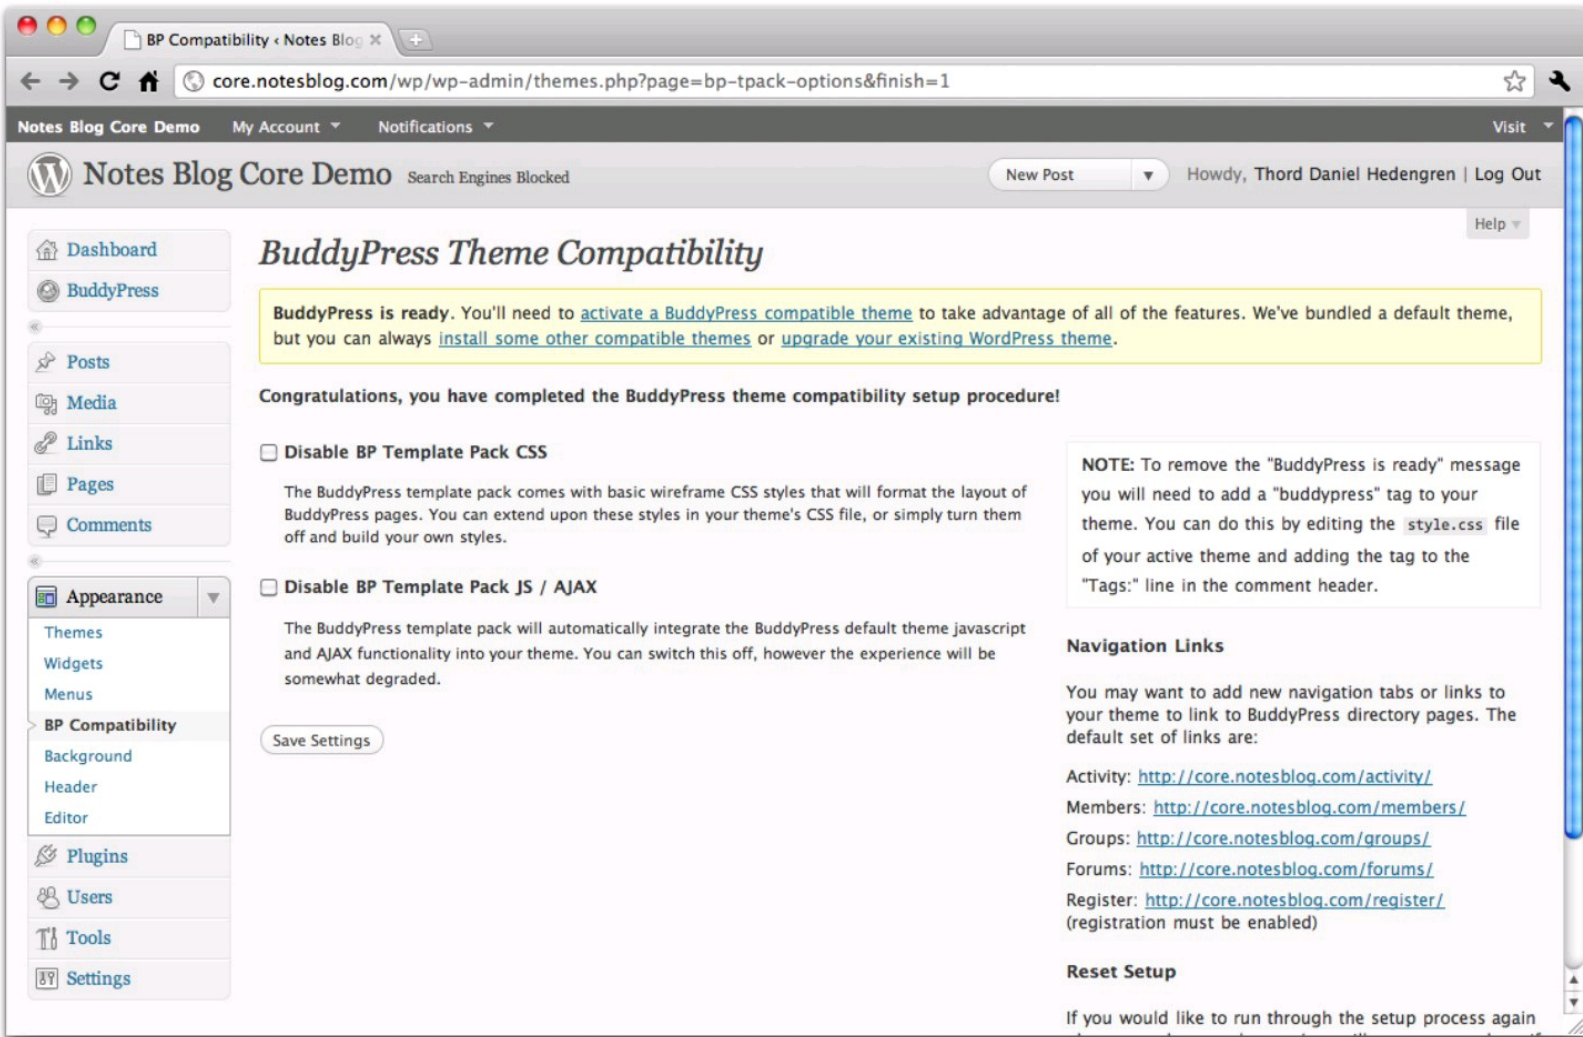 BP Compatibility ‹ Notes Blog
core.notesblog.com/wp/wp-admin/themes.php?page=bp-tpack-options&finish=1
Notes Blog Core Demo My Account Notifications Visit
Notes Blog Core Demo Search Engines Blocked New Post Howdy, Thord Daniel Hedengren | Log Out
Help
Dashboard
BuddyPress
Posts
Media
Links
Pages
Comments
Appearance
Themes
Widgets
Menus
BP Compatibility
Background
Header
Editor
Plugins
Users
Tools
Settings
BuddyPress Theme Compatibility
BuddyPress is ready. You'll need to activate a BuddyPress compatible theme to take advantage of all of the features. We've bundled a default theme,
but you can always install some other compatible themes or upgrade your existing WordPress theme.
Congratulations, you have completed the BuddyPress theme compatibility setup procedure!
Disable BP Template Pack CSS
The BuddyPress template pack comes with basic wireframe CSS styles that will format the layout of
BuddyPress pages. You can extend upon these styles in your theme's CSS file, or simply turn them
off and build your own styles.
Disable BP Template Pack JS / AJAX
The BuddyPress template pack will automatically integrate the BuddyPress default theme javascript
and AJAX functionality into your theme. You can switch this off, however the experience will be
somewhat degraded.
Save Settings
NOTE: To remove the "BuddyPress is ready" message
you will need to add a "buddypress" tag to your
theme. You can do this by editing the style.css file
of your active theme and adding the tag to the
"Tags:" line in the comment header.
Navigation Links
You may want to add new navigation tabs or links to
your theme to link to BuddyPress directory pages. The
default set of links are:
Activity: http://core.notesblog.com/activity/
Members: http://core.notesblog.com/members/
Groups: http://core.notesblog.com/groups/
Forums: http://core.notesblog.com/forums/
Register: http://core.notesblog.com/register/
(registration must be enabled)
Reset Setup
If you would like to run through the setup process again